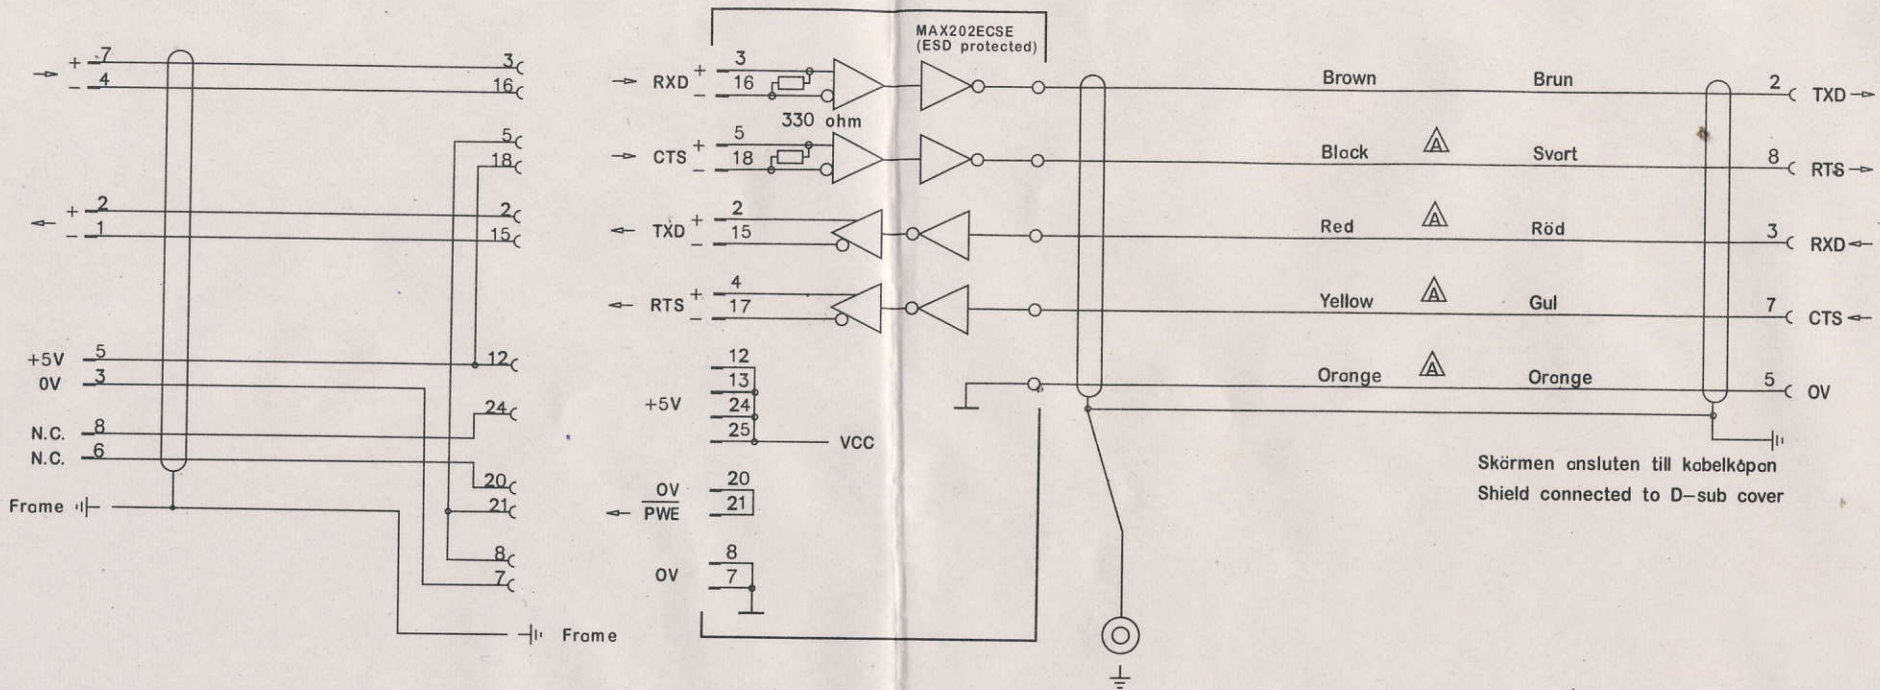 MAX202ECSE
(ESD protected)
+ 7 3
- 4 16
RXD + 3
16 -
330 ohm
Brown Brun 2 TXD
5
18
CTS + 5
18 -
Black A Svart 8 RTS
+ 2 2
- 1 15
TXD + 2
15 -
Red A Röd 3 RXD
RTS + 4
17 -
Yellow A Gul 7 CTS
+5V 5 12
0V 3
24
N.C. 8
N.C. 6
20
21
8
7
12
13
+5V 24
25 VCC
Orange A Orange 5 0V
0V 20
PWE 21
8
0V 7
Skärmen ansluten till kabelkåpan
Shield connected to D-sub cover
Frame
Frame